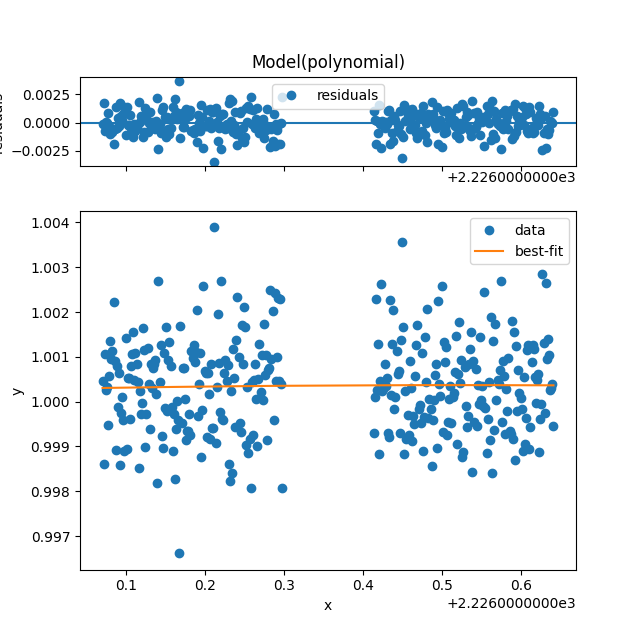 Model(polynomial)
0.0025
0.0000
−0.0025
residuals
residuals
+2.2260000000e3
1.004
1.003
1.002
1.001
1.000
0.999
0.998
0.997
y
data
best-fit
0.1 0.2 0.3 0.4 0.5 0.6
x
+2.2260000000e3